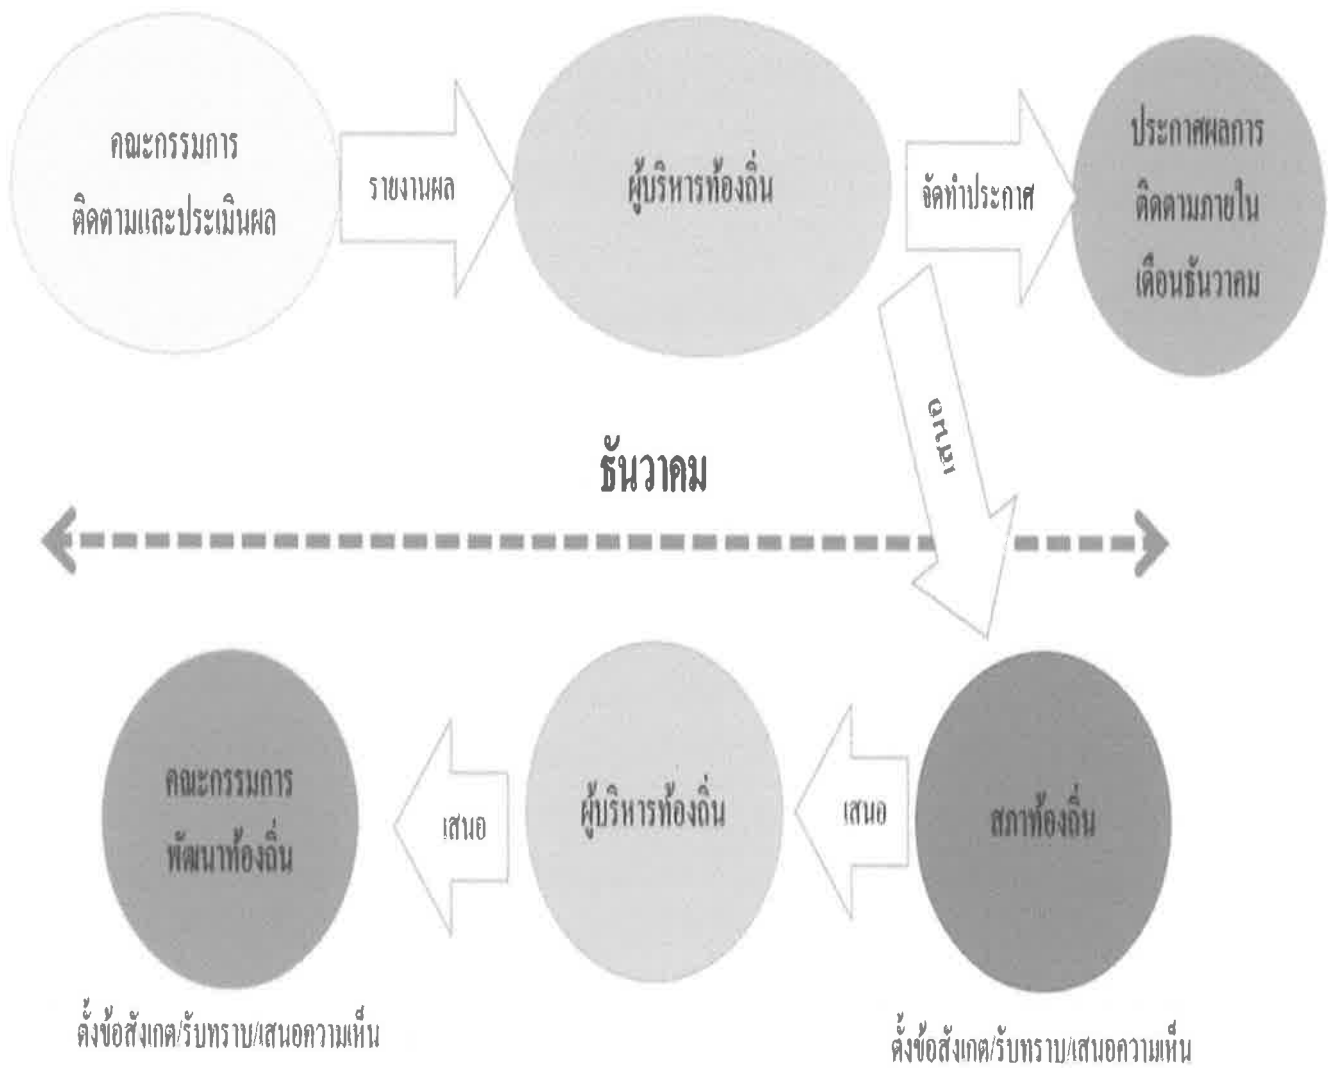 คณะกรรมการ
ติดตามและประเมินผล
รายงานผล
ผู้บริหารท้องถิ่น
จัดทำประกาศ
ประกาศผลการ
ติดตามภายใน
เดือนธันวาคม
เสนอ
ธันวาคม
คณะกรรมการ
พัฒนาท้องถิ่น
เสนอ
ผู้บริหารท้องถิ่น
เสนอ
สภาท้องถิ่น
ตั้งข้อสังเกต/รับทราบ/เสนอความเห็น
ตั้งข้อสังเกต/รับทราบ/เสนอความเห็น